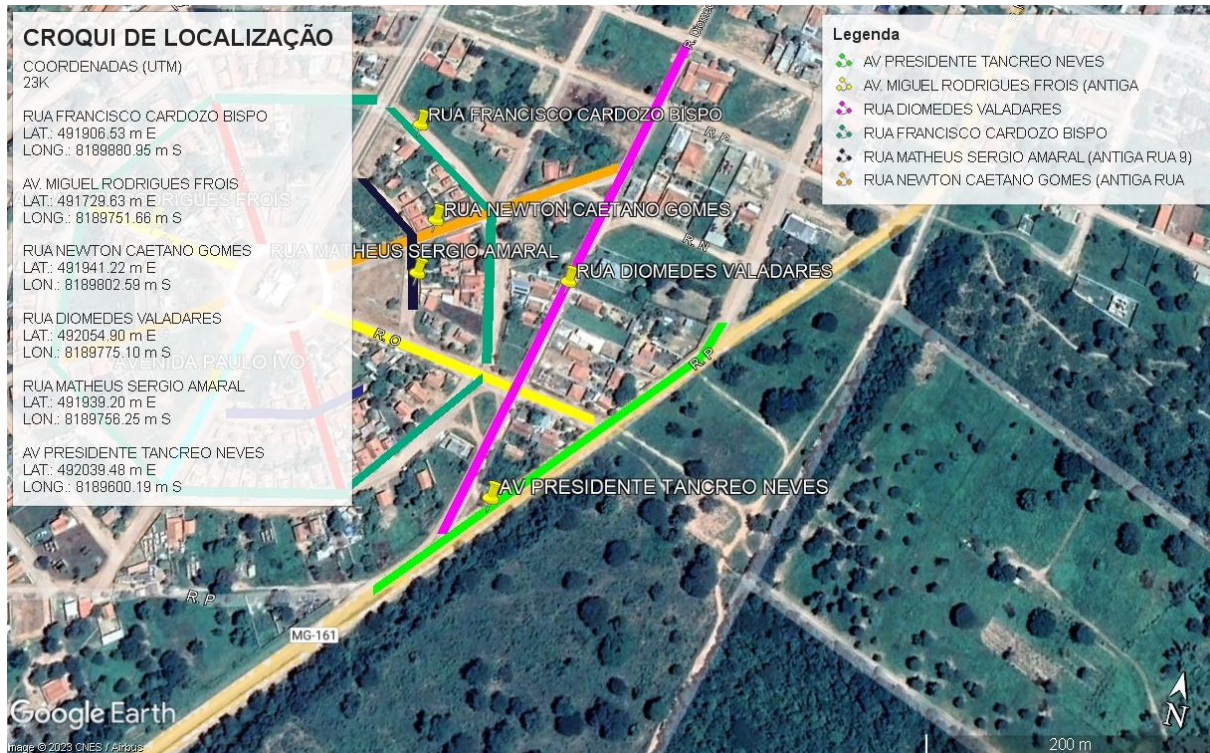 CROQUI DE LOCALIZAÇÃO
COORDENADAS (UTM)
23K
RUA FRANCISCO CARDOZO BISPO
LAT.: 491906.53 m E
LONG.: 8189880.95 m S
AV. MIGUEL RODRIGUES FROIS
LAT.: 491729.63 m E
LONG.: 8189751.66 m S
RUA NEWTON CAETANO GOMES
LAT.: 491941.22 m E
LON.: 8189802.59 m S
RUA DIOMEDES VALADARES
LAT.: 492054.90 m E
LON.: 8189775.10 m S
RUA MATHEUS SERGIO AMARAL
LAT.: 491939.20 m E
LON.: 8189756.25 m S
AV PRESIDENTE TANCREO NEVES
LAT.: 492039.48 m E
LONG.: 8189600.19 m S
Legenda
AV PRESIDENTE TANCREO NEVES
AV. MIGUEL RODRIGUES FROIS (ANTIGA
RUA DIOMEDES VALADARES
RUA FRANCISCO CARDOZO BISPO
RUA MATHEUS SERGIO AMARAL (ANTIGA RUA 9)
RUA NEWTON CAETANO GOMES (ANTIGA RUA
RUA FRANCISCO CARDOZO BISPO
R. P
RODRIGUES FROIS
RUA NEWTON CAETANO GOMES
R. N
RUA MATHEUS SERGIO AMARAL
RUA DIOMEDES VALADARES
R. O
R. P
AVENIDA PAULO IVO
AV PRESIDENTE TANCREO NEVES
R. P
MG-161
Google Earth
Image © 2023 CNES / Airbus
N
200 m